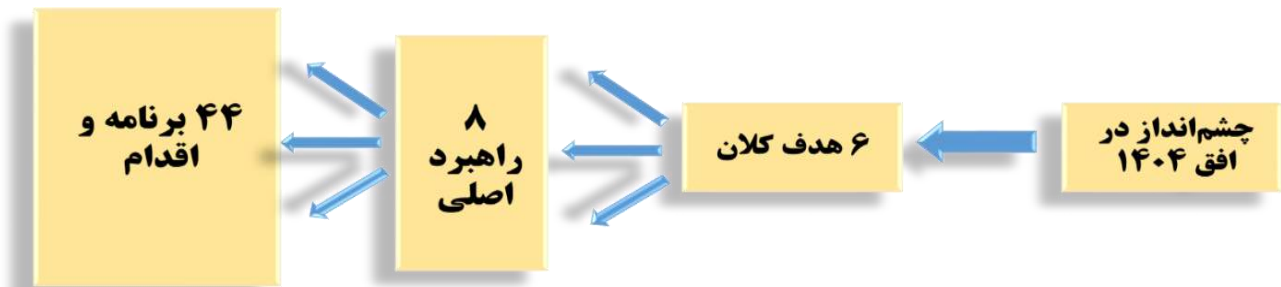 چشم‌انداز در
افق ۱۴۰۴
۶ هدف کلان
۸
راهبرد
اصلی
۴۴ برنامه و
اقدام